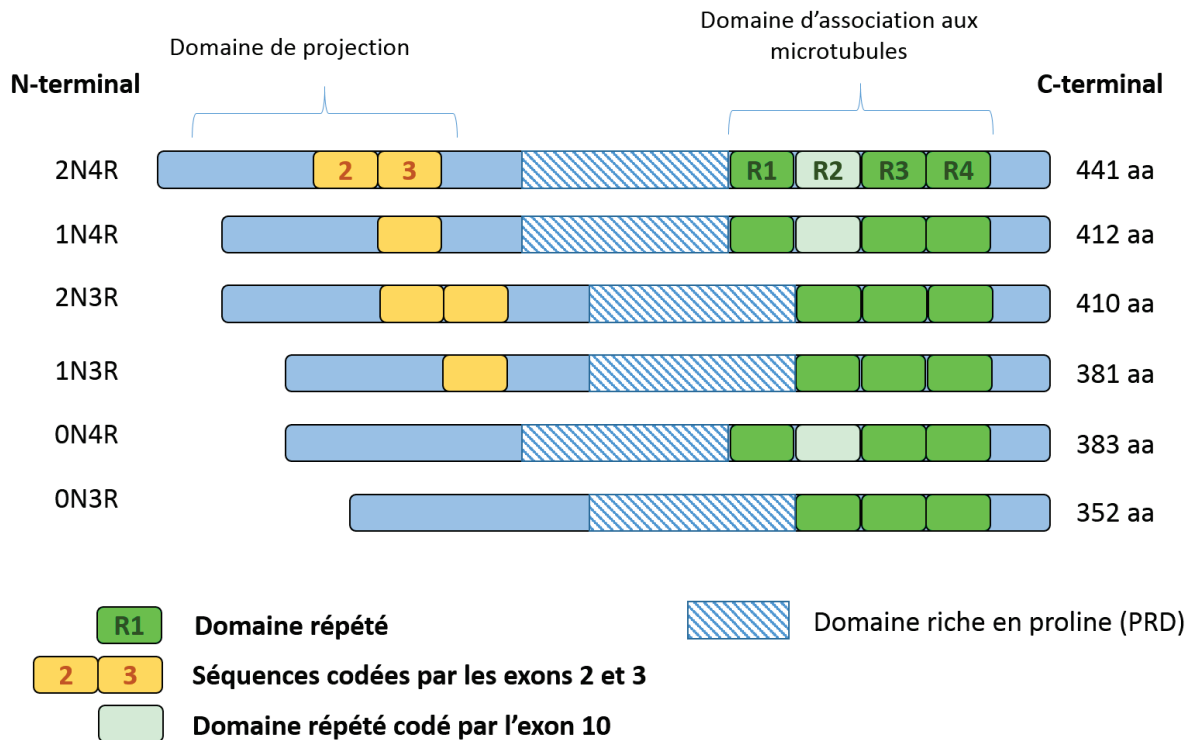 Domaine de projection
Domaine d’association aux
microtubules
N-terminal
C-terminal
2N4R 2 3 R1 R2 R3 R4 441 aa
1N4R 412 aa
2N3R 410 aa
1N3R 381 aa
0N4R 383 aa
0N3R 352 aa
R1 Domaine répété
Domaine riche en proline (PRD)
2 3 Séquences codées par les exons 2 et 3
Domaine répété codé par l’exon 10